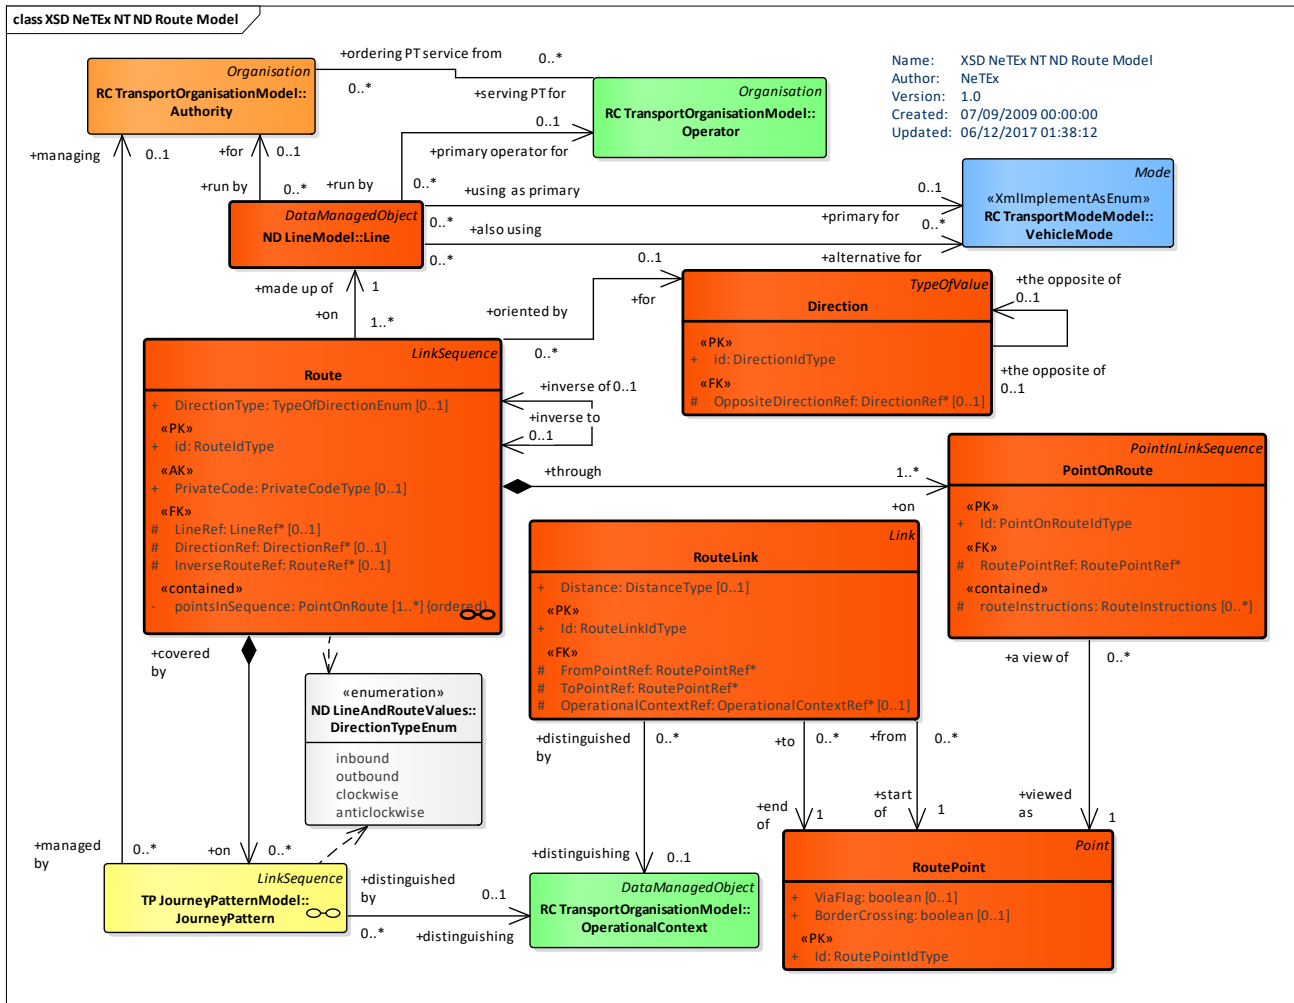 class XSD NeTEx NT ND Route Model
Name: XSD NeTEx NT ND Route Model
Author: NeTEx
Version: 1.0
Created: 07/09/2009 00:00:00
Updated: 06/12/2017 01:38:12
Organisation
RC TransportOrganisationModel::
Authority
+ordering PT service from
0..*
0..*
+serving PT for
Organisation
RC TransportOrganisationModel::
Operator
0..1
+primary operator for
+managing
0..1
+for
0..1
+run by
0..*
+run by
0..*
DataManagedObject
ND LineModel::Line
+using as primary
0..1
0..*
+primary for
+also using
0..*
0..*
+alternative for
Mode
«XmlImplementAsEnum»
RC TransportModeModel::
VehicleMode
+made up of
1
+on
1..*
+oriented by
0..*
0..1
+for
TypeOfValue
Direction
«PK»
+ id: DirectionIdType
«FK»
# OppositeDirectionRef: DirectionRef* [0..1]
+the opposite of
0..1
+the opposite of
0..1
LinkSequence
Route
+ DirectionType: TypeOfDirectionEnum [0..1]
«PK»
+ id: RouteIdType
«AK»
+ PrivateCode: PrivateCodeType [0..1]
«FK»
# LineRef: LineRef* [0..1]
# DirectionRef: DirectionRef* [0..1]
# InverseRouteRef: RouteRef* [0..1]
«contained»
- pointsInSequence: PointOnRoute [1..*] {ordered}
+inverse of 0..1
+inverse to
0..1
+through
1..*
+on
PointInLinkSequence
PointOnRoute
«PK»
+ Id: PointOnRouteIdType
«FK»
# RoutePointRef: RoutePointRef*
«contained»
# routeInstructions: RouteInstructions [0..*]
Link
RouteLink
+ Distance: DistanceType [0..1]
«PK»
+ Id: RouteLinkIdType
«FK»
# FromPointRef: RoutePointRef*
# ToPointRef: RoutePointRef*
# OperationalContextRef: OperationalContextRef* [0..1]
+covered
by
«enumeration»
ND LineAndRouteValues::
DirectionTypeEnum
inbound
outbound
clockwise
anticlockwise
+distinguished
by
0..*
+to
0..*
+from
0..*
+a view of
0..*
+end
of
1
+start
of
1
+viewed
as
1
+managed
by
0..*
+on
0..*
+distinguishing
0..1
LinkSequence
TP JourneyPatternModel::
JourneyPattern
+distinguished
by
0..1
0..*
+distinguishing
DataManagedObject
RC TransportOrganisationModel::
OperationalContext
Point
RoutePoint
+ ViaFlag: boolean [0..1]
+ BorderCrossing: boolean [0..1]
«PK»
+ Id: RoutePointIdType